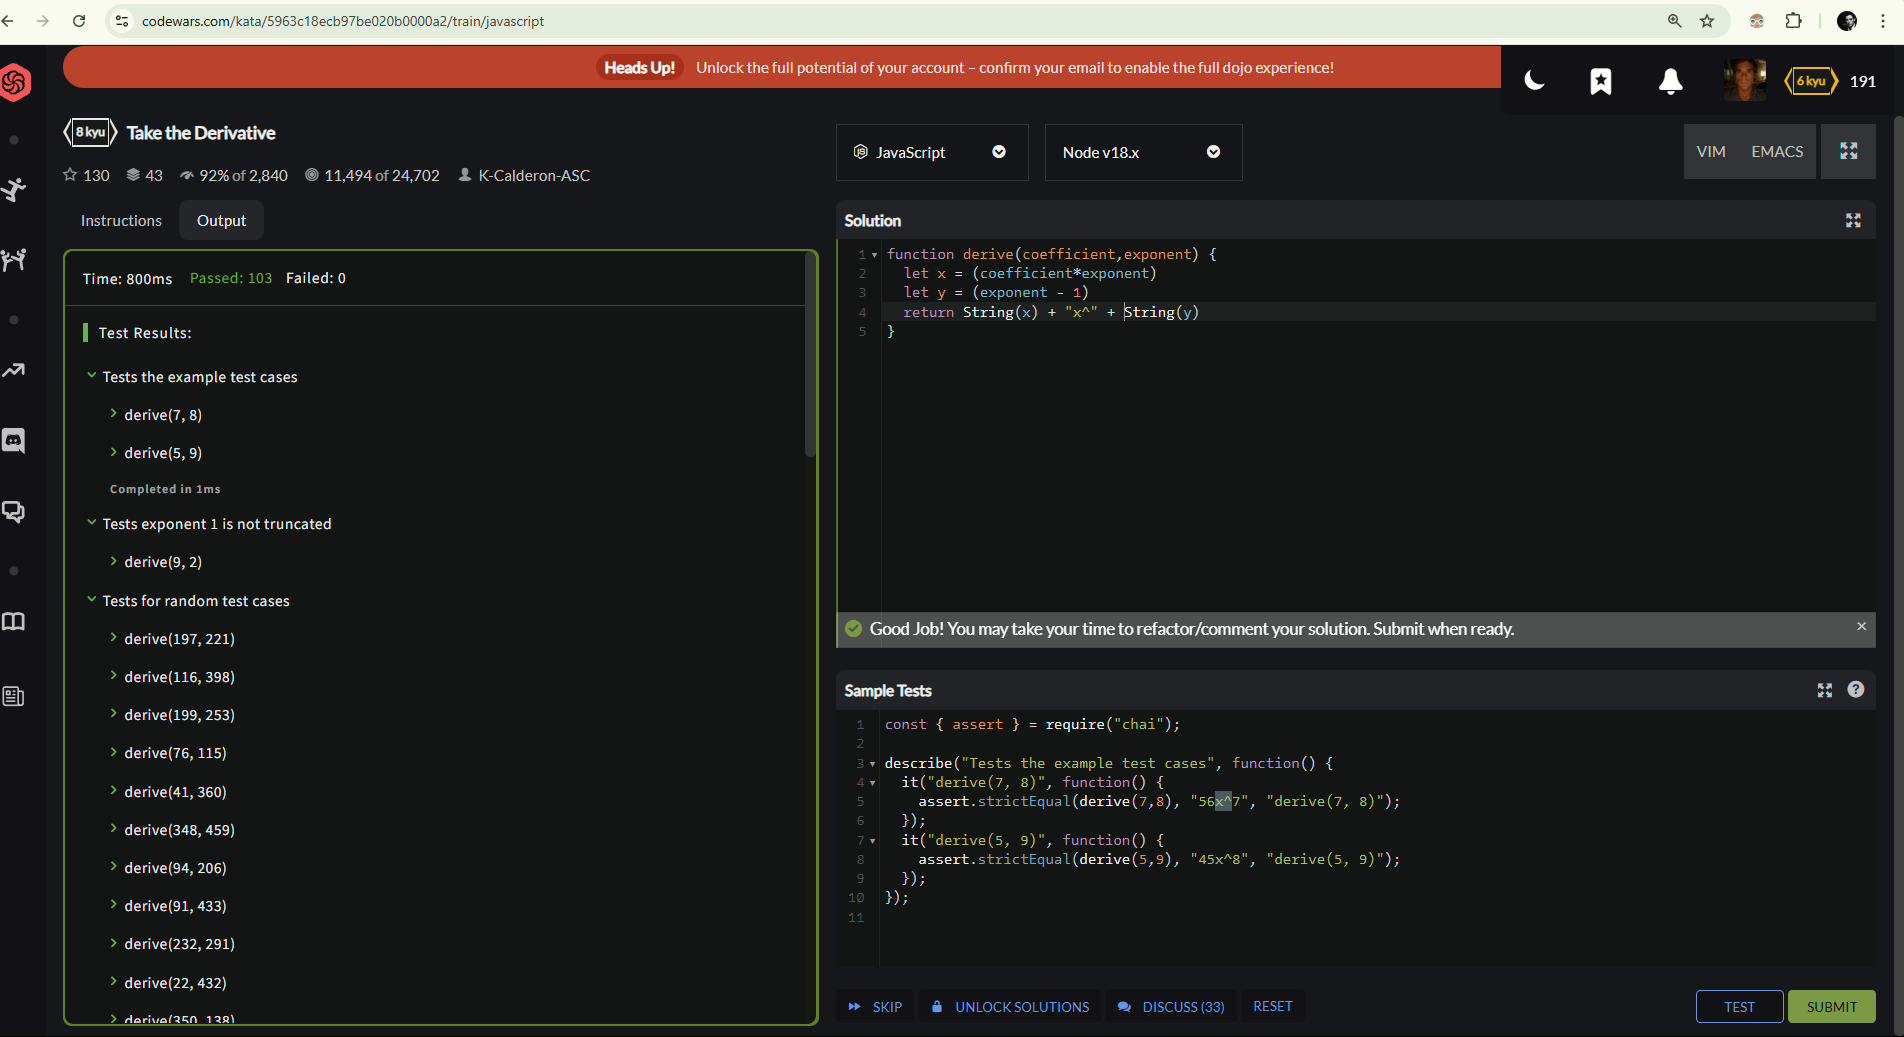 codewars.com/kata/5963c18ecb97be020b0000a2/train/javascript
Heads Up! Unlock the full potential of your account – confirm your email to enable the full dojo experience!
6 kyu 191
8 kyu Take the Derivative
130 43 92% of 2,840 11,494 of 24,702 K-Calderon-ASC
JavaScript
Node v18.x
VIM EMACS
Instructions Output
Time: 800ms Passed: 103 Failed: 0
Test Results:
Tests the example test cases
derive(7, 8)
derive(5, 9)
Completed in 1ms
Tests exponent 1 is not truncated
derive(9, 2)
Tests for random test cases
derive(197, 221)
derive(116, 398)
derive(199, 253)
derive(76, 115)
derive(41, 360)
derive(348, 459)
derive(94, 206)
derive(91, 433)
derive(232, 291)
derive(22, 432)
derive(350, 138)
Solution
1 function derive(coefficient,exponent) {
2 let x = (coefficient*exponent)
3 let y = (exponent - 1)
4 return String(x) + "x^" + String(y)
5 }
Good Job! You may take your time to refactor/comment your solution. Submit when ready.
Sample Tests
1 const { assert } = require("chai");
2
3 describe("Tests the example test cases", function() {
4 it("derive(7, 8)", function() {
5 assert.strictEqual(derive(7,8), "56x^7", "derive(7, 8)");
6 });
7 it("derive(5, 9)", function() {
8 assert.strictEqual(derive(5,9), "45x^8", "derive(5, 9)");
9 });
10 });
11
SKIP UNLOCK SOLUTIONS DISCUSS (33) RESET
TEST SUBMIT